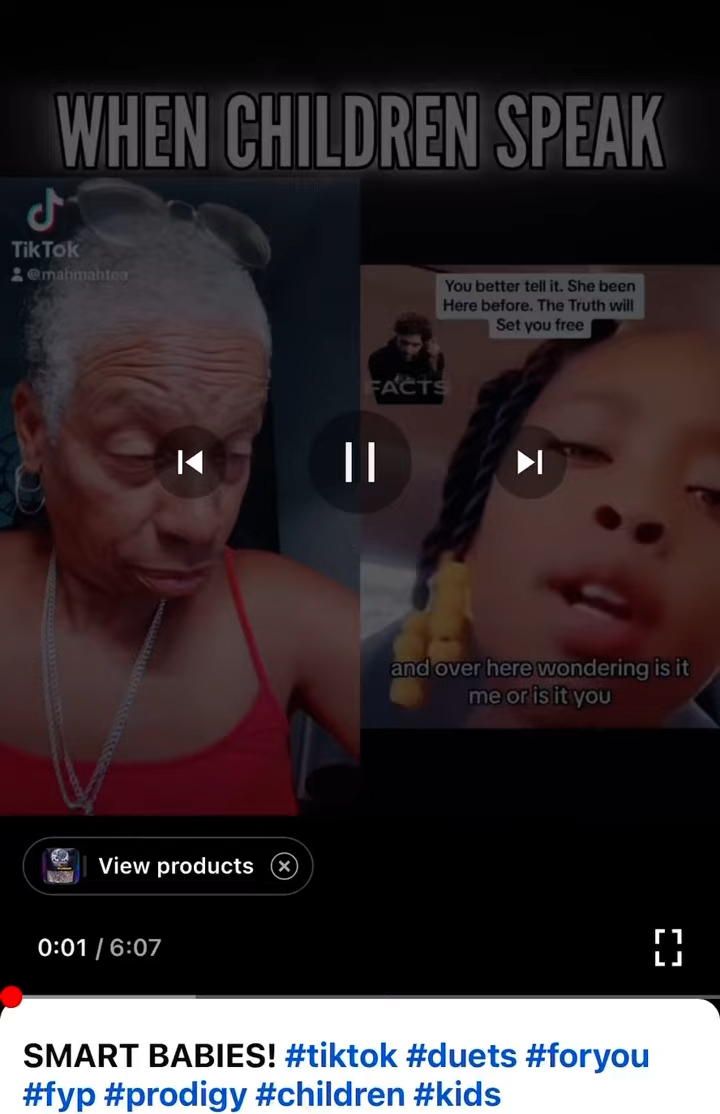 WHEN CHILDREN SPEAK
TikTok
@mahmahtea
You better tell it. She been
Here before. The Truth will
Set you free
FACTS
and over here wondering is it
me or is it you
View products
0:01 / 6:07
SMART BABIES! #tiktok #duets #foryou
#fyp #prodigy #children #kids